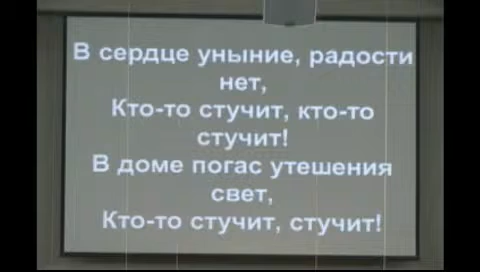 В сердце уныние, радости
нет,
Кто-то стучит, кто-то
стучит!
В доме погас утешения
свет,
Кто-то стучит, стучит!